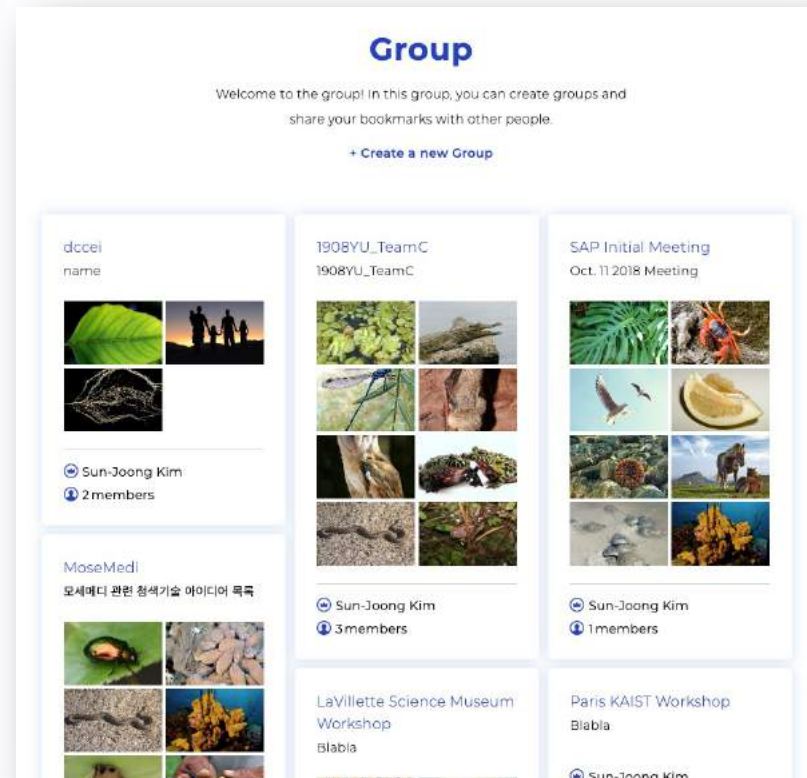 Group
Welcome to the group! In this group, you can create groups and
share your bookmarks with other people.
+ Create a new Group
dccei
name
Sun-Joong Kim
2 members
MoseMedi
모세메디 관련 청색기술 아이디어 목록
1908YU_TeamC
1908YU_TeamC
Sun-Joong Kim
3 members
LaVillette Science Museum
Workshop
Blabla
SAP Initial Meeting
Oct. 11 2018 Meeting
Sun-Joong Kim
1 members
Paris KAIST Workshop
Blabla
Sun-Joong Kim